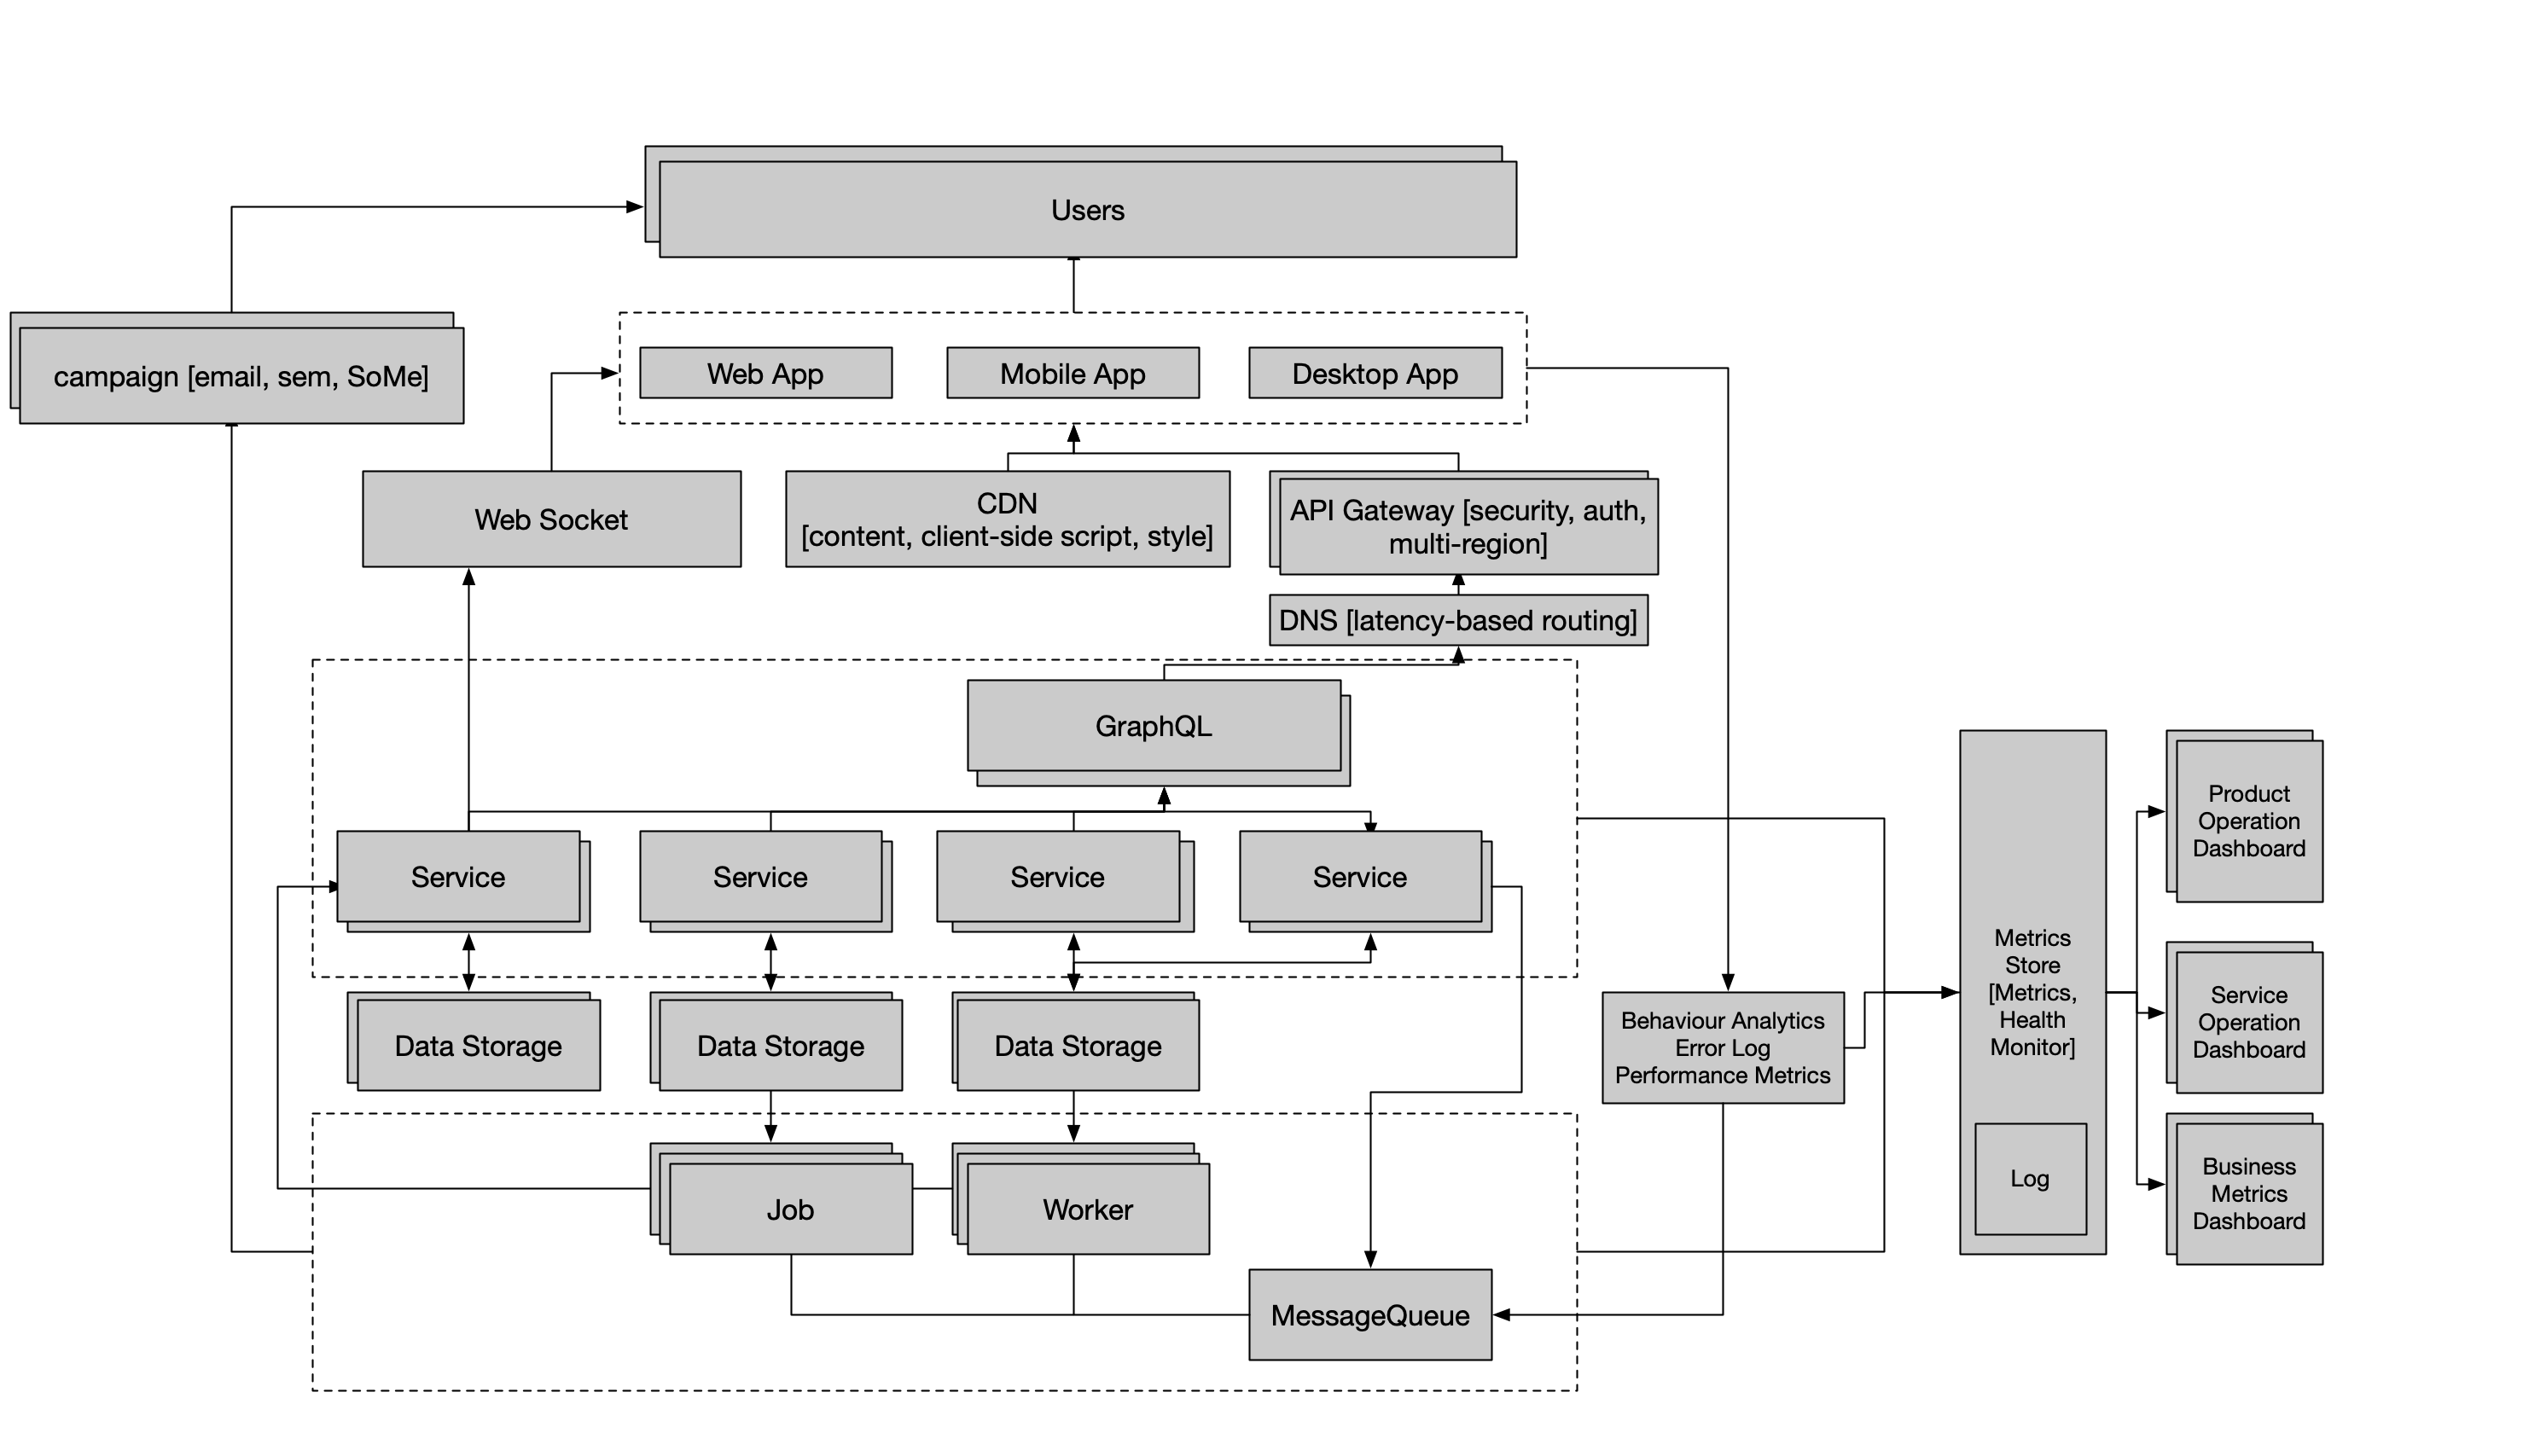 Users
campaign [email, sem, SoMe]
Web App
Mobile App
Desktop App
Web Socket
CDN
[content, client-side script, style]
API Gateway [security, auth,
multi-region]
DNS [latency-based routing]
GraphQL
Service
Service
Service
Service
Data Storage
Data Storage
Data Storage
Job
Worker
MessageQueue
Behaviour Analytics
Error Log
Performance Metrics
Metrics
Store
[Metrics,
Health
Monitor]
Log
Product
Operation
Dashboard
Service
Operation
Dashboard
Business
Metrics
Dashboard